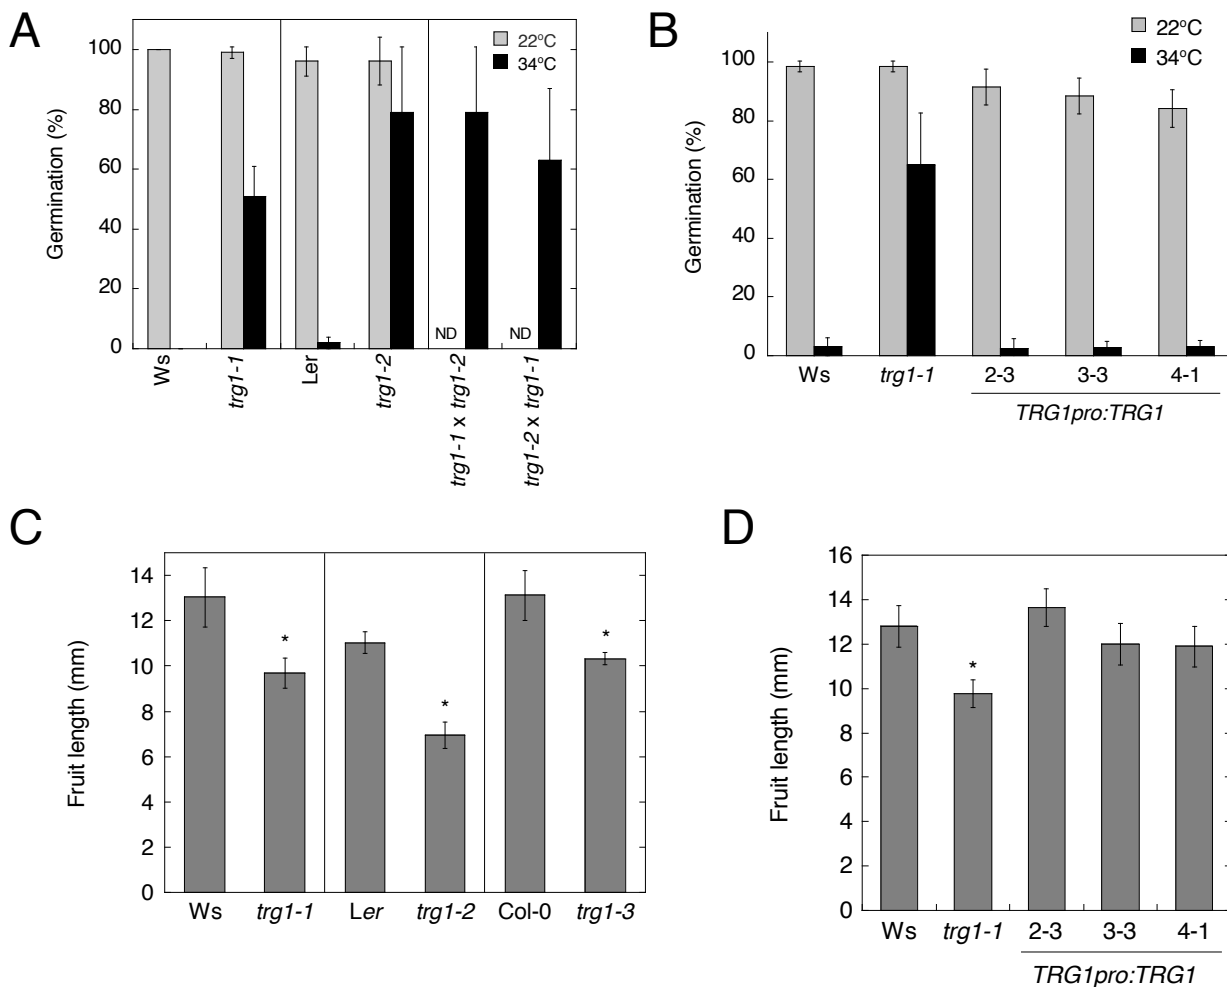 A
22°C
34°C
Germination (%)
100
80
60
40
20
0
ND
ND
Ws
trg1-1
Ler
trg1-2
trg1-1 x trg1-2
trg1-2 x trg1-1
B
22°C
34°C
Germination (%)
100
80
60
40
20
0
Ws
trg1-1
2-3
3-3
4-1
TRG1pro:TRG1
C
Fruit length (mm)
14
12
10
8
6
4
2
0
*
*
*
Ws
trg1-1
Ler
trg1-2
Col-0
trg1-3
D
Fruit length (mm)
16
14
12
10
8
6
4
2
0
*
Ws
trg1-1
2-3
3-3
4-1
TRG1pro:TRG1